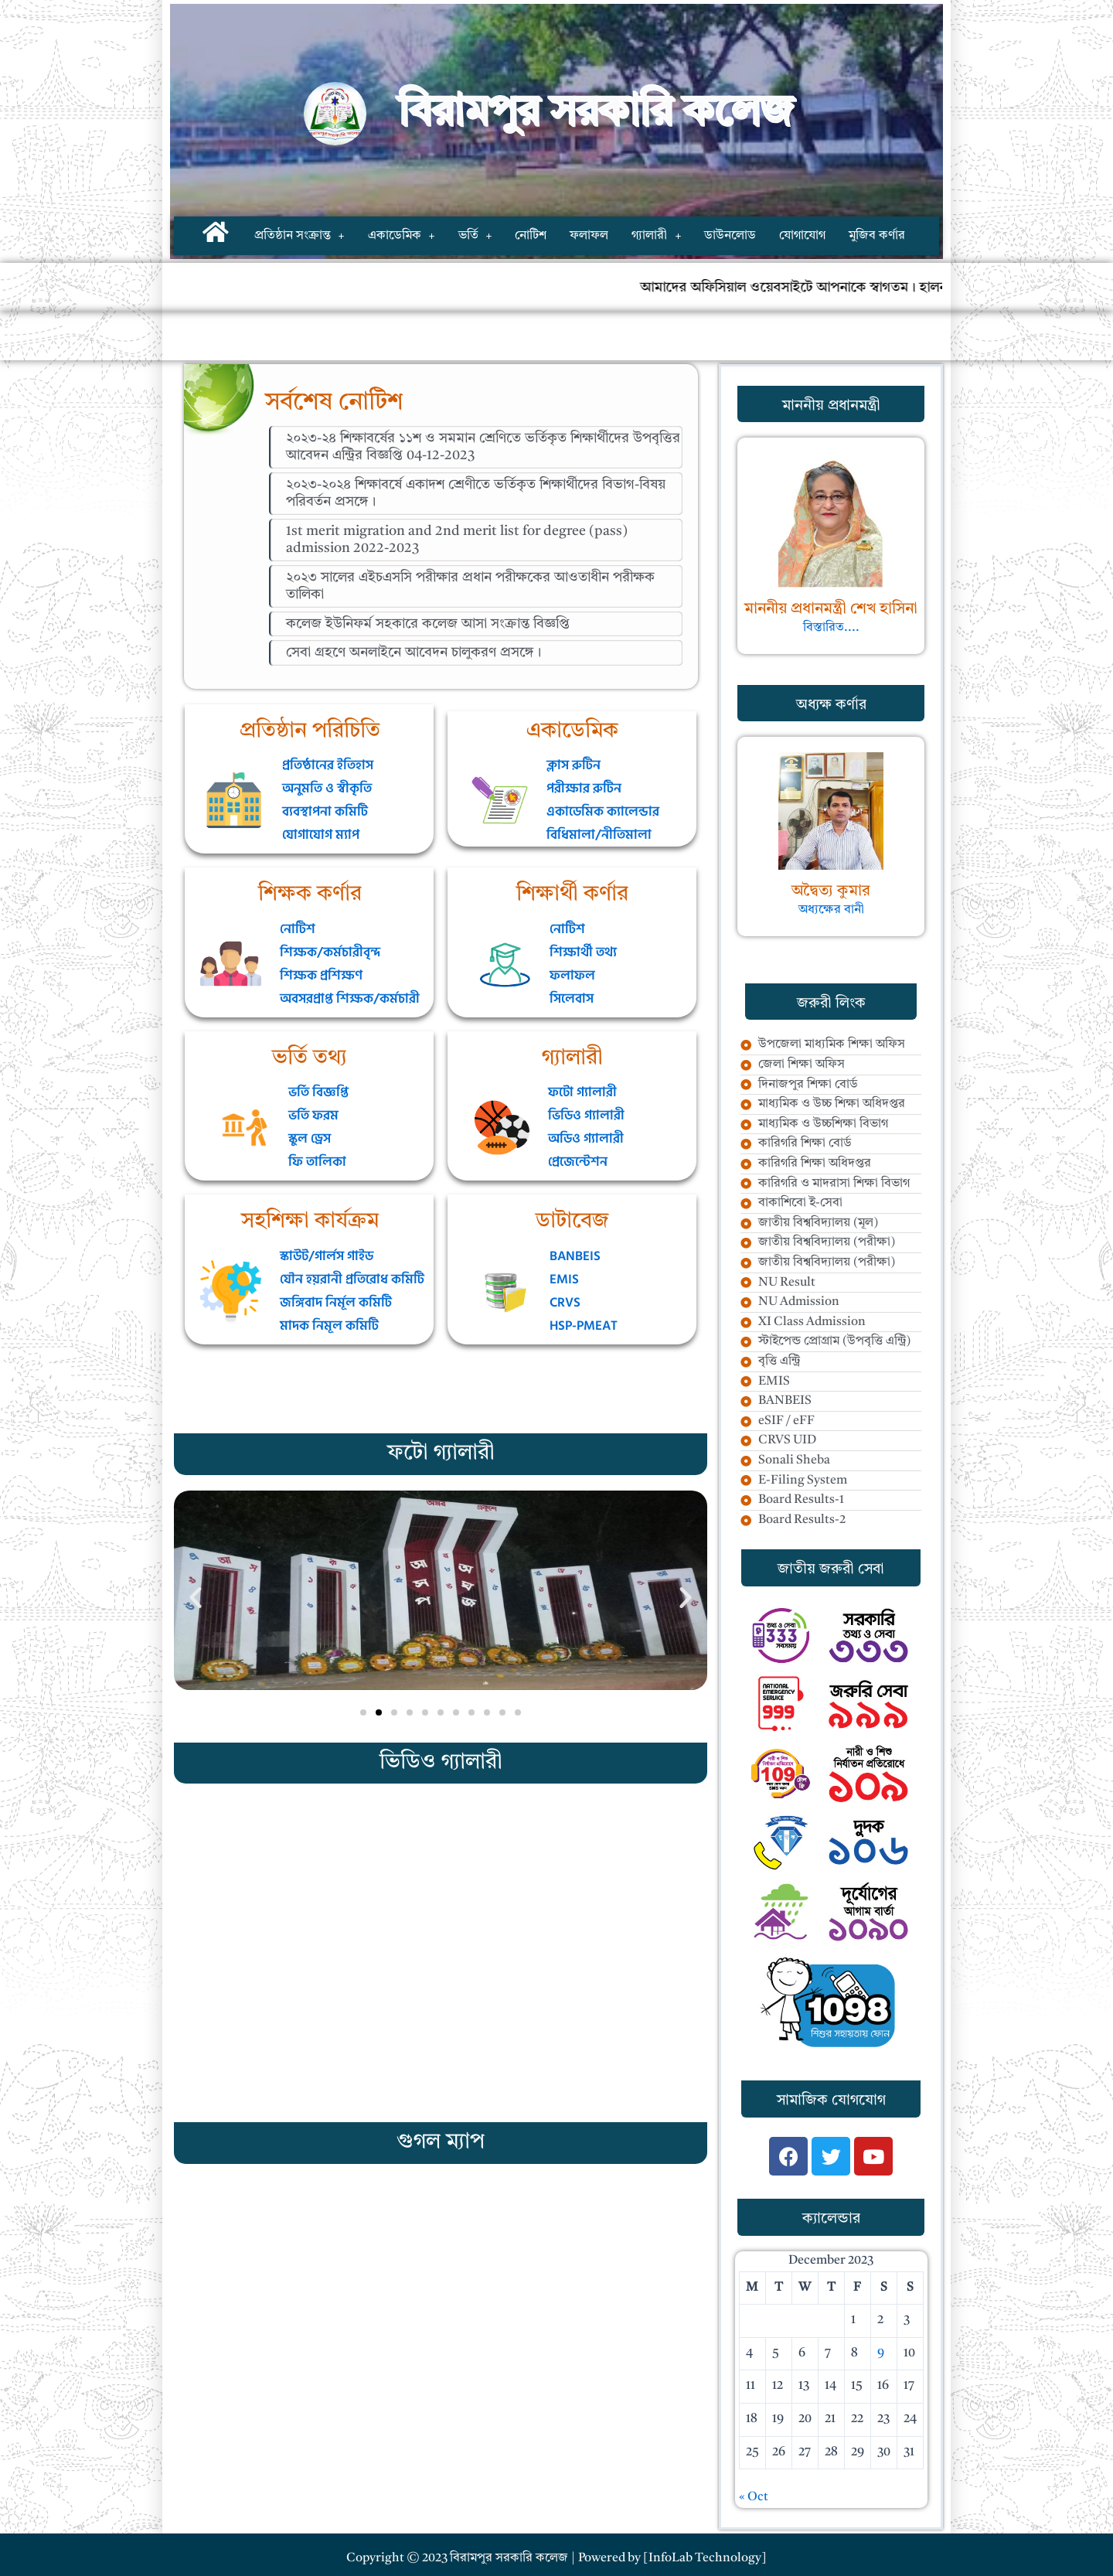 বিরামপুর সরকারি কলেজ
প্রতিষ্ঠান সংক্রান্ত + একাডেমিক + ভর্তি + নোটিশ ফলাফল গ্যালারী + ডাউনলোড যোগাযোগ মুজিব কর্ণার
আমাদের অফিসিয়াল ওয়েবসাইটে আপনাকে স্বাগতম। হালন
সর্বশেষ নোটিশ
২০২৩-২৪ শিক্ষাবর্ষের ১১শ ও সমমান শ্রেণিতে ভর্তিকৃত শিক্ষার্থীদের উপবৃত্তির
আবেদন এন্ট্রির বিজ্ঞপ্তি 04-12-2023
২০২৩-২০২৪ শিক্ষাবর্ষে একাদশ শ্রেণীতে ভর্তিকৃত শিক্ষার্থীদের বিভাগ-বিষয়
পরিবর্তন প্রসঙ্গে।
1st merit migration and 2nd merit list for degree (pass)
admission 2022-2023
২০২৩ সালের এইচএসসি পরীক্ষার প্রধান পরীক্ষকের আওতাধীন পরীক্ষক
তালিকা
কলেজ ইউনিফর্ম সহকারে কলেজ আসা সংক্রান্ত বিজ্ঞপ্তি
সেবা গ্রহণে অনলাইনে আবেদন চালুকরণ প্রসঙ্গে।
প্রতিষ্ঠান পরিচিতি
প্রতিষ্ঠানের ইতিহাস
অনুমতি ও স্বীকৃতি
ব্যবস্থাপনা কমিটি
যোগাযোগ ম্যাপ
একাডেমিক
ক্লাস রুটিন
পরীক্ষার রুটিন
একাডেমিক ক্যালেন্ডার
বিধিমালা/নীতিমালা
শিক্ষক কর্ণার
নোটিশ
শিক্ষক/কর্মচারীবৃন্দ
শিক্ষক প্রশিক্ষণ
অবসরপ্রাপ্ত শিক্ষক/কর্মচারী
শিক্ষার্থী কর্ণার
নোটিশ
শিক্ষার্থী তথ্য
ফলাফল
সিলেবাস
ভর্তি তথ্য
ভর্তি বিজ্ঞপ্তি
ভর্তি ফরম
স্কুল ড্রেস
ফি তালিকা
গ্যালারী
ফটো গ্যালারী
ভিডিও গ্যালারী
অডিও গ্যালারী
প্রেজেন্টেশন
সহশিক্ষা কার্যক্রম
স্কাউট/গার্লস গাইড
যৌন হয়রানী প্রতিরোধ কমিটি
জঙ্গিবাদ নির্মূল কমিটি
মাদক নিমূল কমিটি
ডাটাবেজ
BANBEIS
EMIS
CRVS
HSP-PMEAT
ফটো গ্যালারী
অমর একুশে
ভিডিও গ্যালারী
গুগল ম্যাপ
মাননীয় প্রধানমন্ত্রী
মাননীয় প্রধানমন্ত্রী শেখ হাসিনা
বিস্তারিত....
অধ্যক্ষ কর্ণার
অদ্বৈত্য কুমার
অধ্যক্ষের বানী
জরুরী লিংক
উপজেলা মাধ্যমিক শিক্ষা অফিস
জেলা শিক্ষা অফিস
দিনাজপুর শিক্ষা বোর্ড
মাধ্যমিক ও উচ্চ শিক্ষা অধিদপ্তর
মাধ্যমিক ও উচ্চশিক্ষা বিভাগ
কারিগরি শিক্ষা বোর্ড
কারিগরি শিক্ষা অধিদপ্তর
কারিগরি ও মাদরাসা শিক্ষা বিভাগ
বাকাশিবো ই-সেবা
জাতীয় বিশ্ববিদ্যালয় (মূল)
জাতীয় বিশ্ববিদ্যালয় (পরীক্ষা)
জাতীয় বিশ্ববিদ্যালয় (পরীক্ষা)
NU Result
NU Admission
XI Class Admission
স্টাইপেন্ড প্রোগ্রাম (উপবৃত্তি এন্ট্রি)
বৃত্তি এন্ট্রি
EMIS
BANBEIS
eSIF / eFF
CRVS UID
Sonali Sheba
E-Filing System
Board Results-1
Board Results-2
জাতীয় জরুরী সেবা
তথ্য ও সেবা
333
সবসময়
সরকারি
তথ্য ও সেবা
৩৩৩
NATIONAL
EMERGENCY
SERVICE
999
জরুরি সেবা
৯৯৯
109
নারী ও শিশু
নির্যাতন প্রতিরোধে
১০৯
দুদক
১০৬
দূর্যোগের
আগাম বার্তা
১০৯০
1098
শিশুর সহায়তায় ফোন
সামাজিক যোগযোগ
ক্যালেন্ডার
December 2023
M T W T F S S
1 2 3
4 5 6 7 8 9 10
11 12 13 14 15 16 17
18 19 20 21 22 23 24
25 26 27 28 29 30 31
« Oct
Copyright © 2023 বিরামপুর সরকারি কলেজ | Powered by [InfoLab Technology]